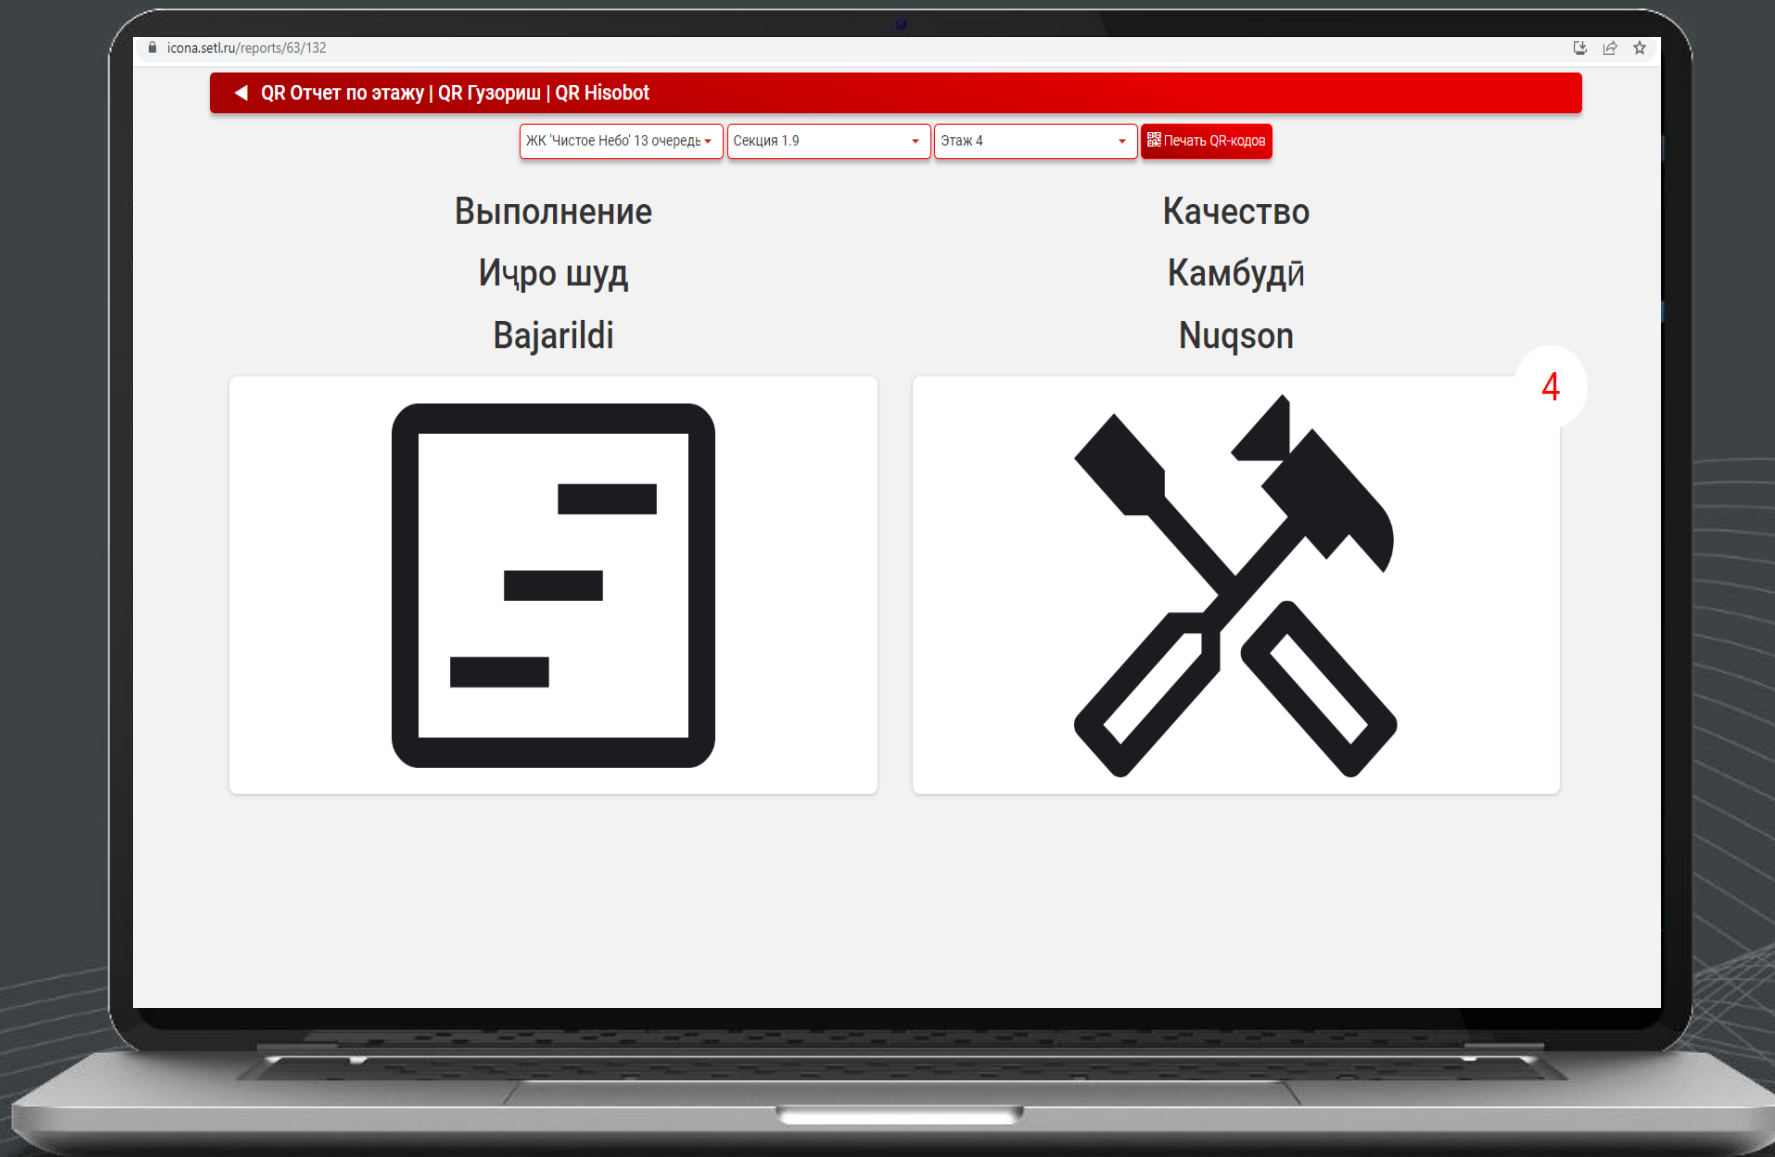 icona.setl.ru/reports/63/132
QR Отчет по этажу | QR Гузориш | QR Hisobot
ЖК 'Чистое Небо' 13 очередь
Секция 1.9
Этаж 4
Печать QR-кодов
Выполнение
Иҷро шуд
Bajarildi
Качество
Камбудӣ
Nuqson
4